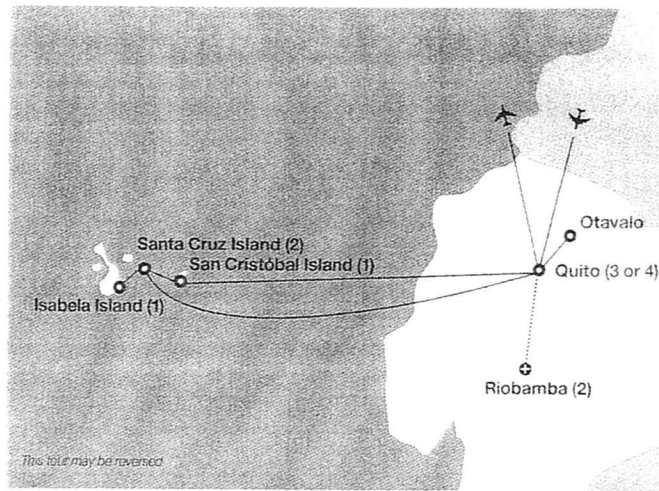 Otavalo
Santa Cruz Island (2)
San Cristóbal Island (1)
Quito (3 or 4)
Isabela Island (1)
Riobamba (2)
This tour may be reversed